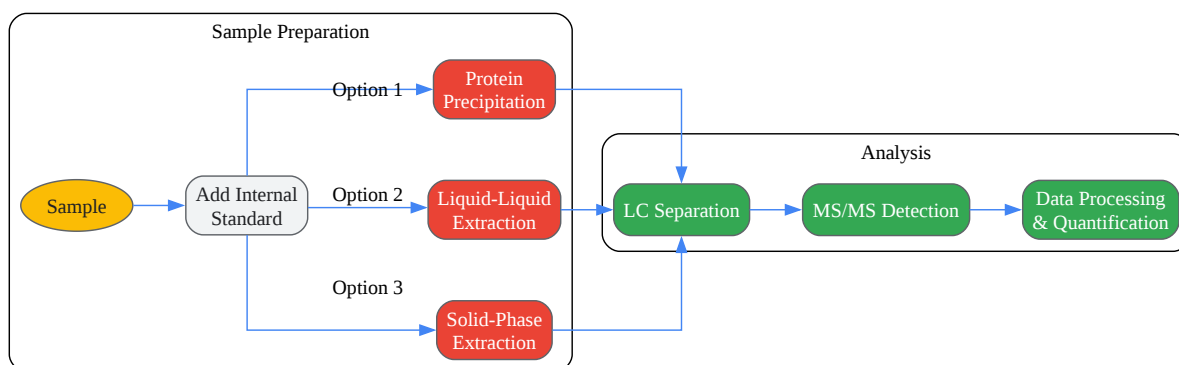 Sample Preparation
Option 1
Protein
Precipitation
Sample
Add Internal
Standard
Option 2
Liquid-Liquid
Extraction
Option 3
Solid-Phase
Extraction
Analysis
LC Separation
MS/MS Detection
Data Processing
& Quantification